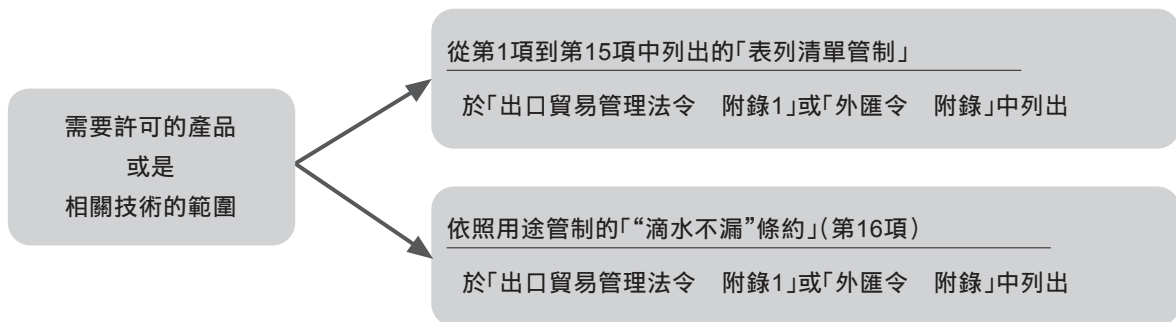 需要許可的產品
或是
相關技術的範圍
從第1項到第15項中列出的「表列清單管制」
於「出口貿易管理法令　附錄1」或「外匯令　附錄」中列出
依照用途管制的「“滴水不漏”條約」（第16項）
於「出口貿易管理法令　附錄1」或「外匯令　附錄」中列出